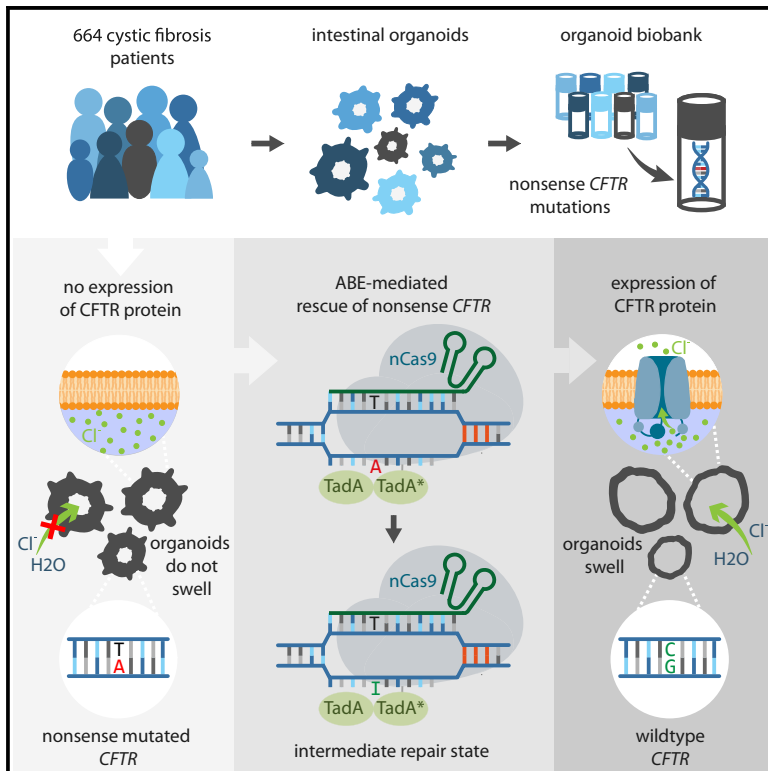 664 cystic fibrosis
patients
intestinal organoids
organoid biobank
nonsense CFTR
mutations
no expression
of CFTR protein
Cl-
Cl-
H2O
organoids
do not
swell
T
A
nonsense mutated
CFTR
ABE-mediated
rescue of nonsense CFTR
nCas9
T
A
TadA TadA*
nCas9
T
I
TadA TadA*
intermediate repair state
expression of
CFTR protein
Cl-
organoids
swell
Cl-
H2O
C
G
wildtype
CFTR